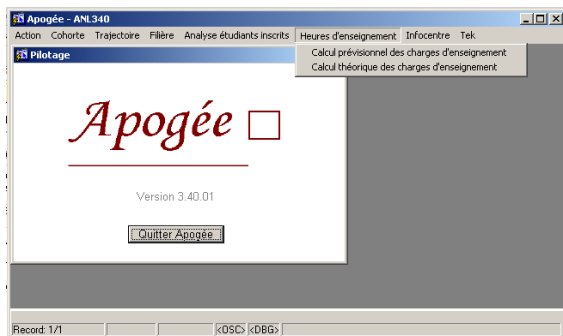 Apogée - ANL340
Action Cohorte Trajectoire Filière Analyse étudiants inscrits Heures d'enseignement Infocentre Tek
Calcul prévisionnel des charges d'enseignement
Calcul théorique des charges d'enseignement
Pilotage
Apogée
Version 3.40.01
Quitter Apogée
Record: 1/1 <OSC> <DBG>